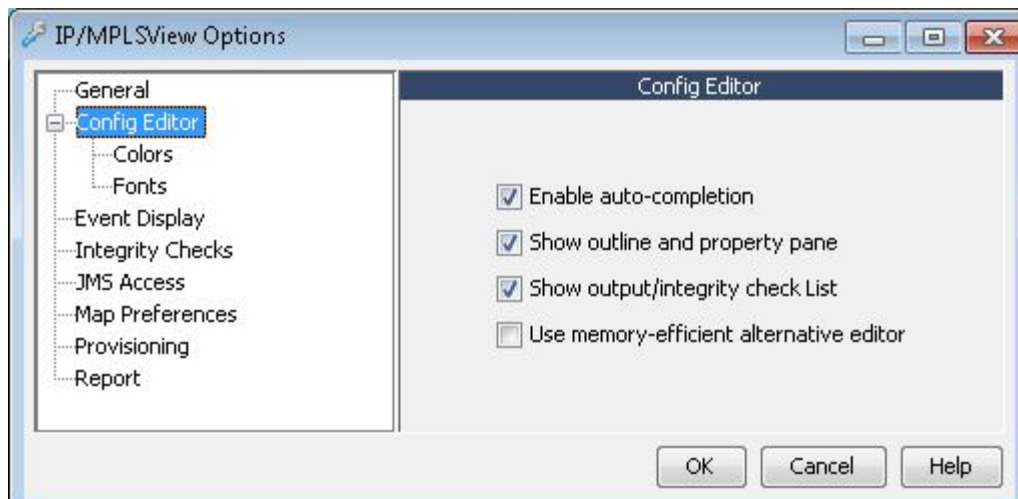 IP/MPLSView Options
General
Config Editor
Colors
Fonts
Event Display
Integrity Checks
JMS Access
Map Preferences
Provisioning
Report
Config Editor
Enable auto-completion
Show outline and property pane
Show output/integrity check List
Use memory-efficient alternative editor
OK Cancel Help